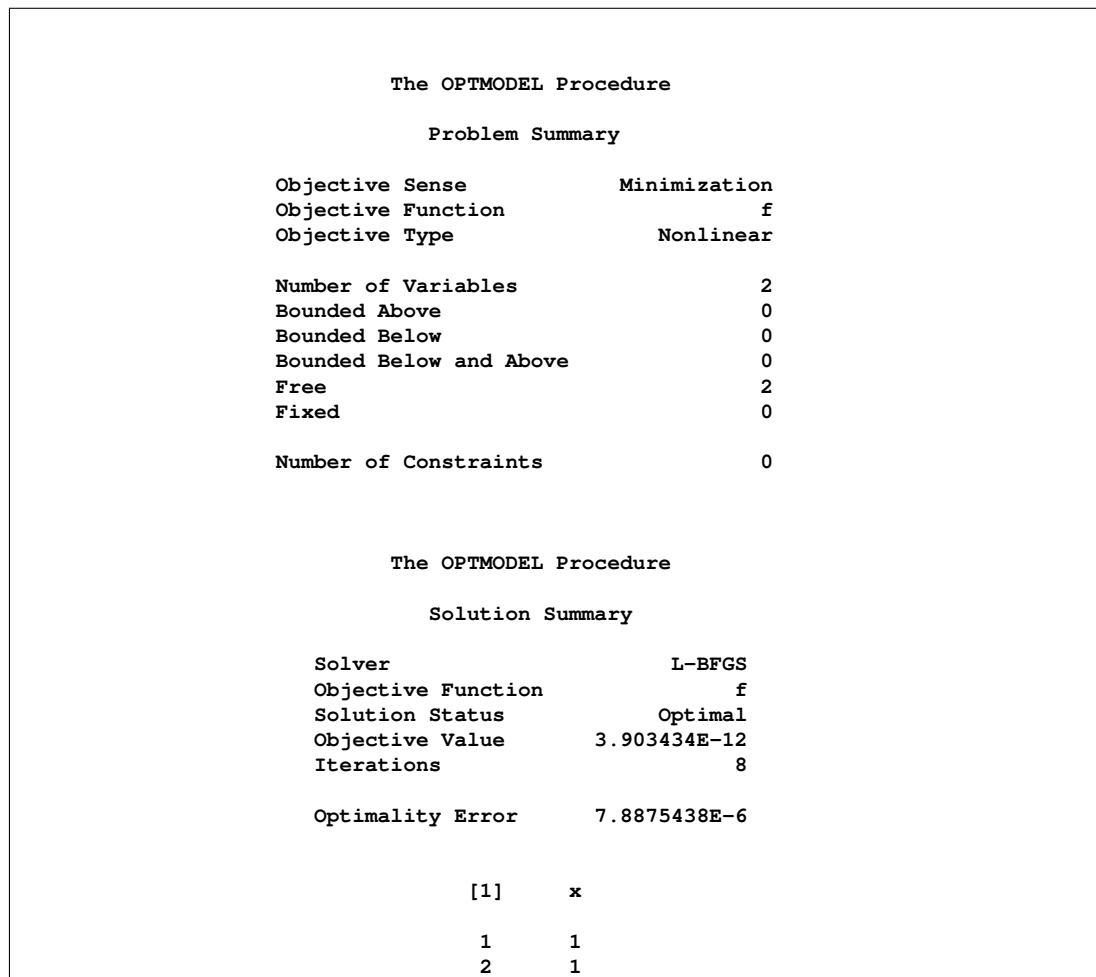 The OPTMODEL Procedure
Problem Summary
Objective Sense Minimization
Objective Function f
Objective Type Nonlinear
Number of Variables 2
Bounded Above 0
Bounded Below 0
Bounded Below and Above 0
Free 2
Fixed 0
Number of Constraints 0
The OPTMODEL Procedure
Solution Summary
Solver L-BFGS
Objective Function f
Solution Status Optimal
Objective Value 3.903434E-12
Iterations 8
Optimality Error 7.8875438E-6
[1] x
1 1
2 1